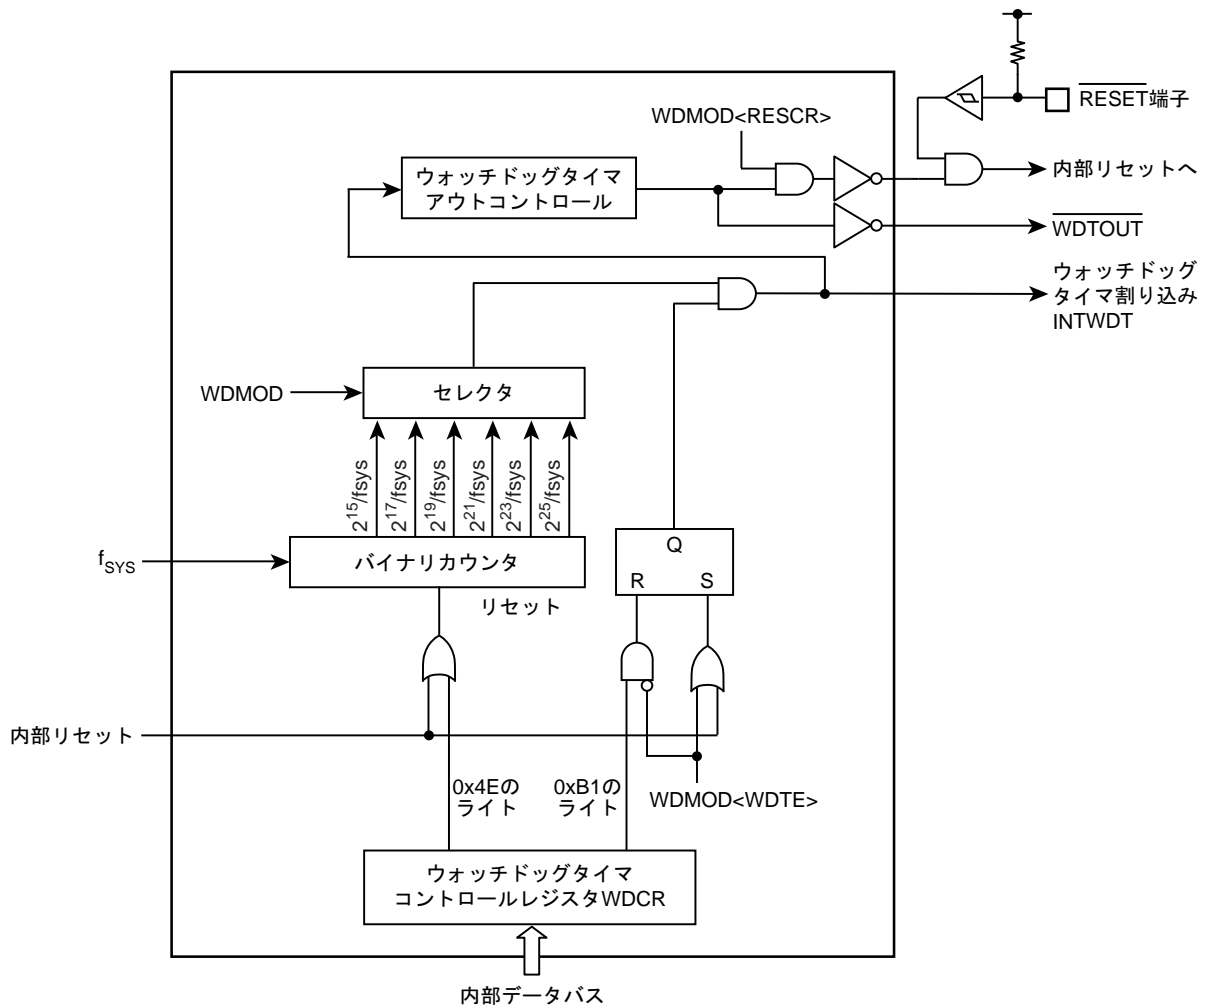 RESET端子
WDMOD<RESCR>
内部リセットへ
ウォッチドッグタイマ
アウトコントロール
WDTOUT
ウォッチドッグ
タイマ割り込み
INTWDT
WDMOD
セレクタ
2^15/fsys
2^17/fsys
2^19/fsys
2^21/fsys
2^23/fsys
2^25/fsys
fSYS
バイナリカウンタ
リセット
Q
R S
内部リセット
0x4Eの
ライト
0xB1の
ライト
WDMOD<WDTE>
ウォッチドッグタイマ
コントロールレジスタWDCR
内部データバス